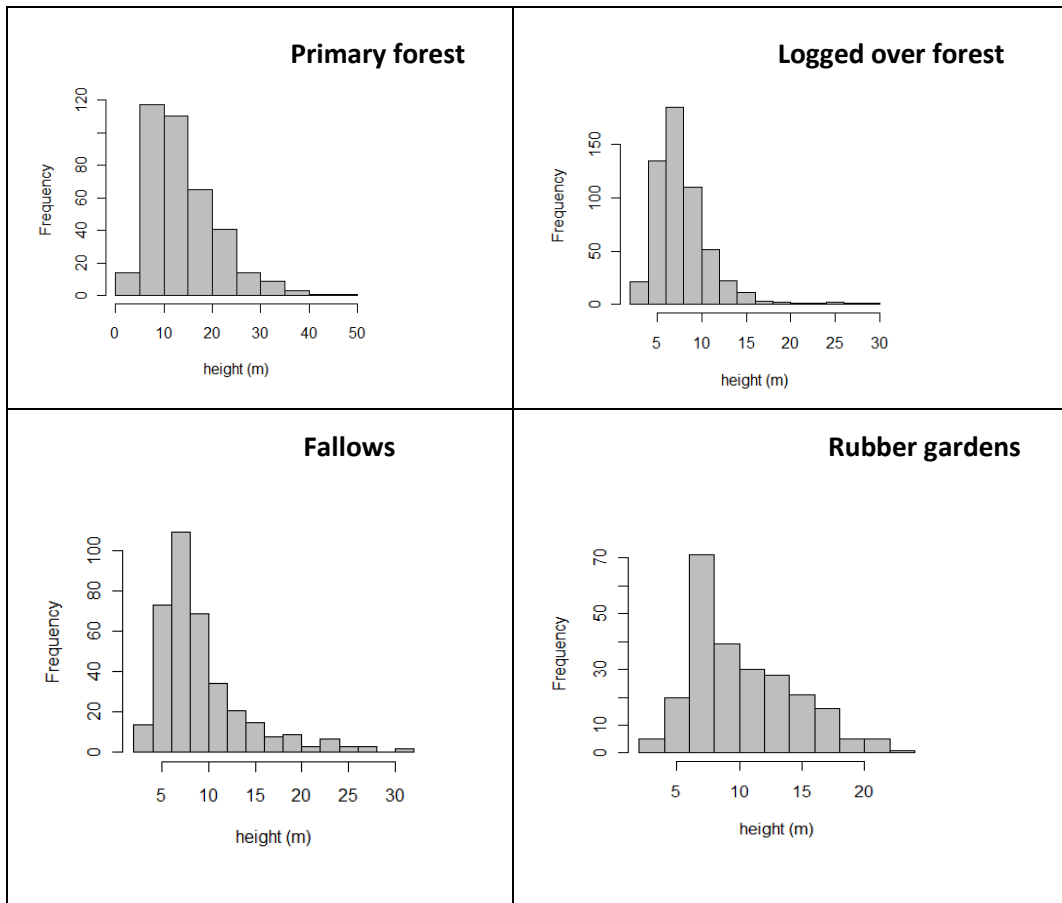 Primary forest
Frequency
120
80
60
40
20
0
0 10 20 30 40 50
height (m)
Logged over forest
Frequency
150
100
50
0
5 10 15 20 25 30
height (m)
Fallows
Frequency
100
80
60
40
20
0
5 10 15 20 25 30
height (m)
Rubber gardens
Frequency
70
50
30
10
0
5 10 15 20
height (m)